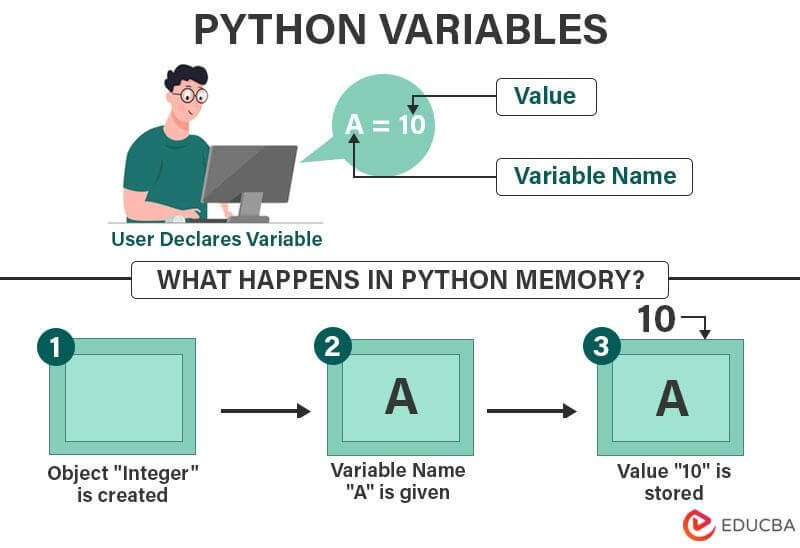 PYTHON VARIABLES
A = 10
Value
Variable Name
User Declares Variable
WHAT HAPPENS IN PYTHON MEMORY?
1
Object "Integer"
is created
2
A
Variable Name
"A" is given
3
10
A
Value "10" is
stored
EDUCBA